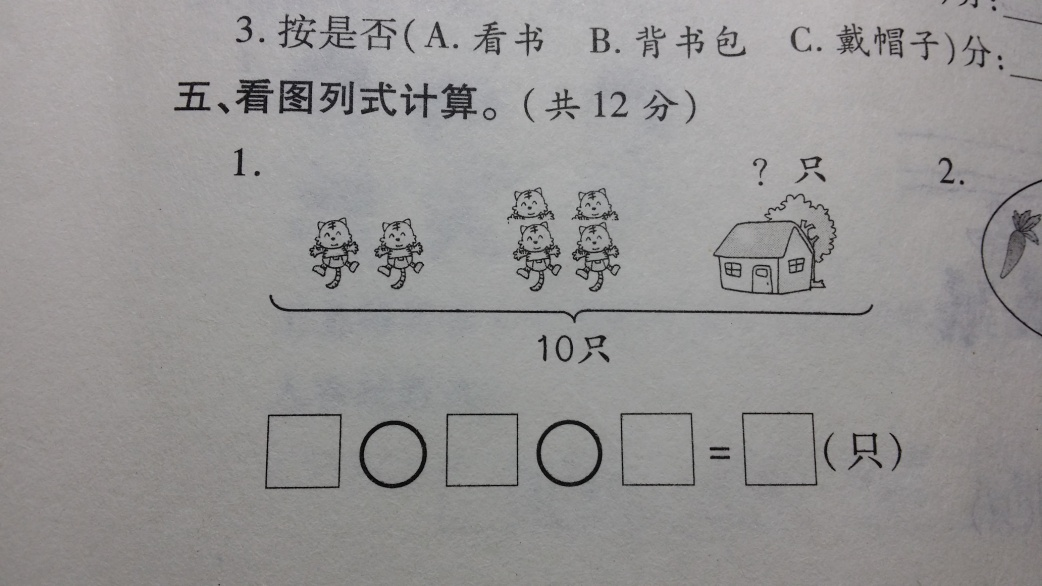 3. 按是否(A. 看书 B. 背书包 C. 戴帽子)分:
五、看图列式计算。(共12分)
1.
? 只
2.
10只
= (只)